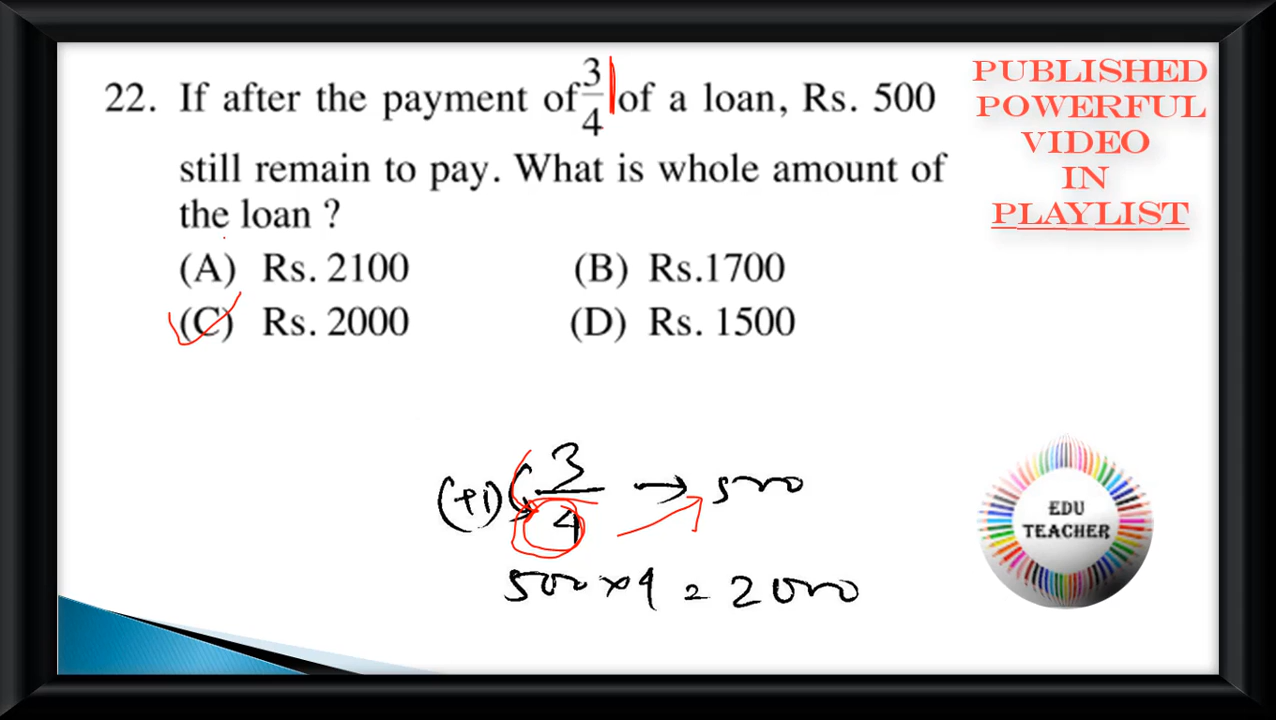 22. If after the payment of 3/4 of a loan, Rs. 500
still remain to pay. What is whole amount of
the loan ?
(A) Rs. 2100 (B) Rs.1700
(C) Rs. 2000 (D) Rs. 1500
PUBLISHED
POWERFUL
VIDEO
IN
PLAYLIST
(+1) 3/4 → 500
500 × 4 = 2000
EDU
TEACHER